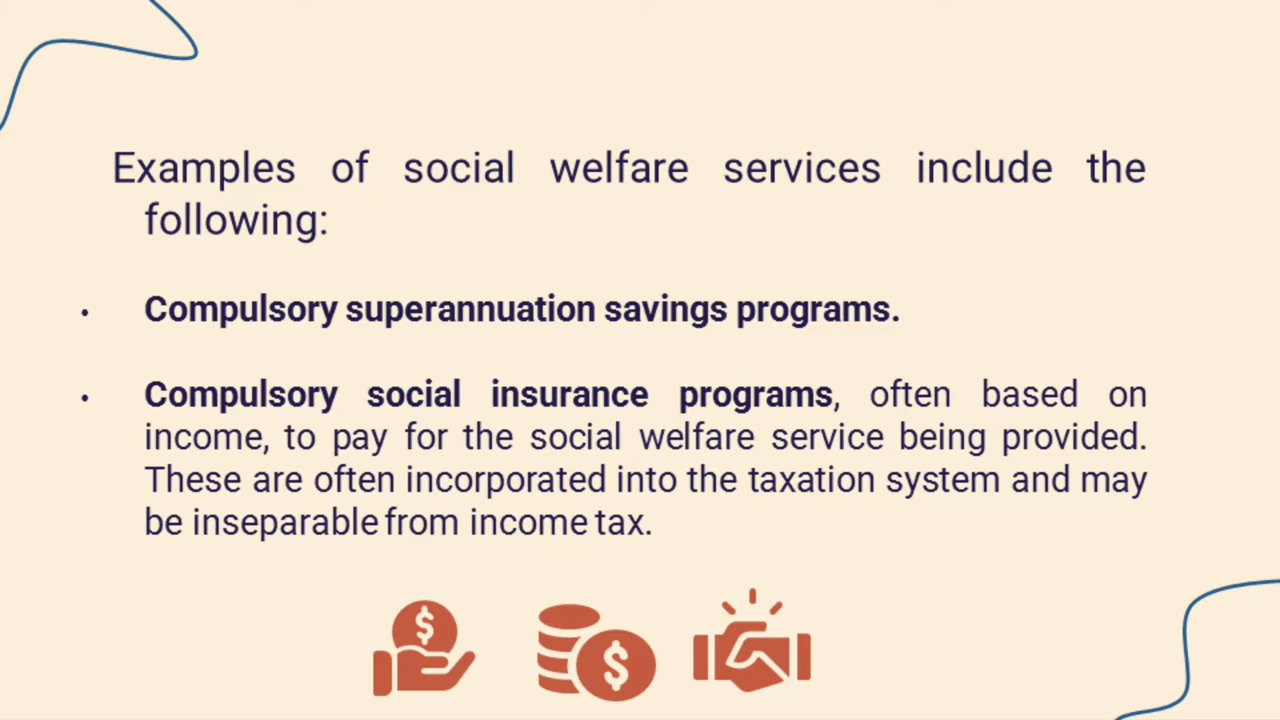 Examples of social welfare services include the
following:
• Compulsory superannuation savings programs.
• Compulsory social insurance programs, often based on
income, to pay for the social welfare service being provided.
These are often incorporated into the taxation system and may
be inseparable from income tax.
$
$